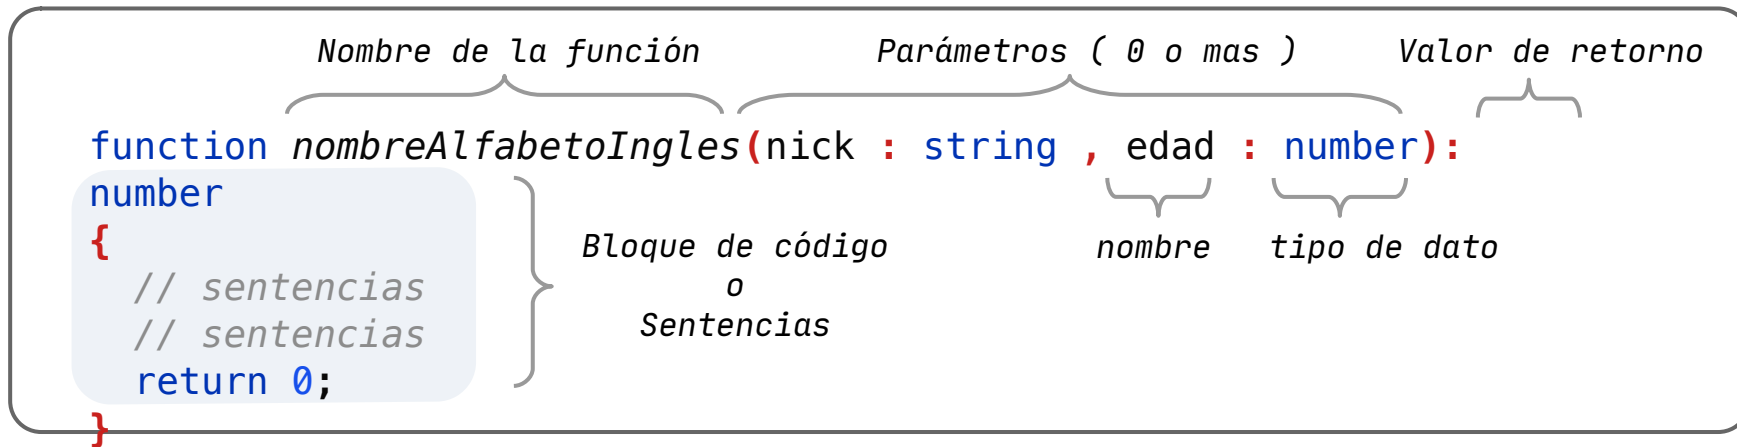 Nombre de la función Parámetros ( 0 o mas ) Valor de retorno
function nombreAlfabetoIngles(nick : string , edad : number):
number
{
nombre tipo de dato
// sentencias
// sentencias
return 0;
}
Bloque de código
o
Sentencias